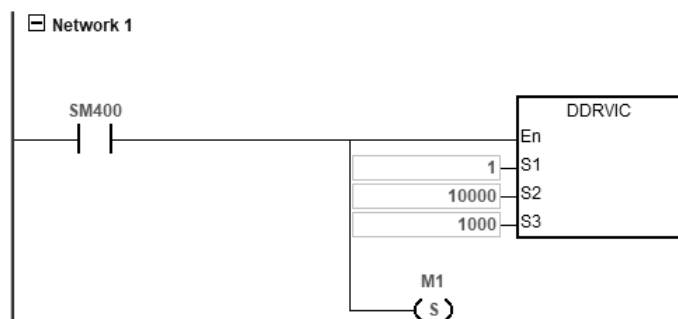 Network 1
SM400
DDRVIC
En
1 S1
10000 S2
1000 S3
M1
S